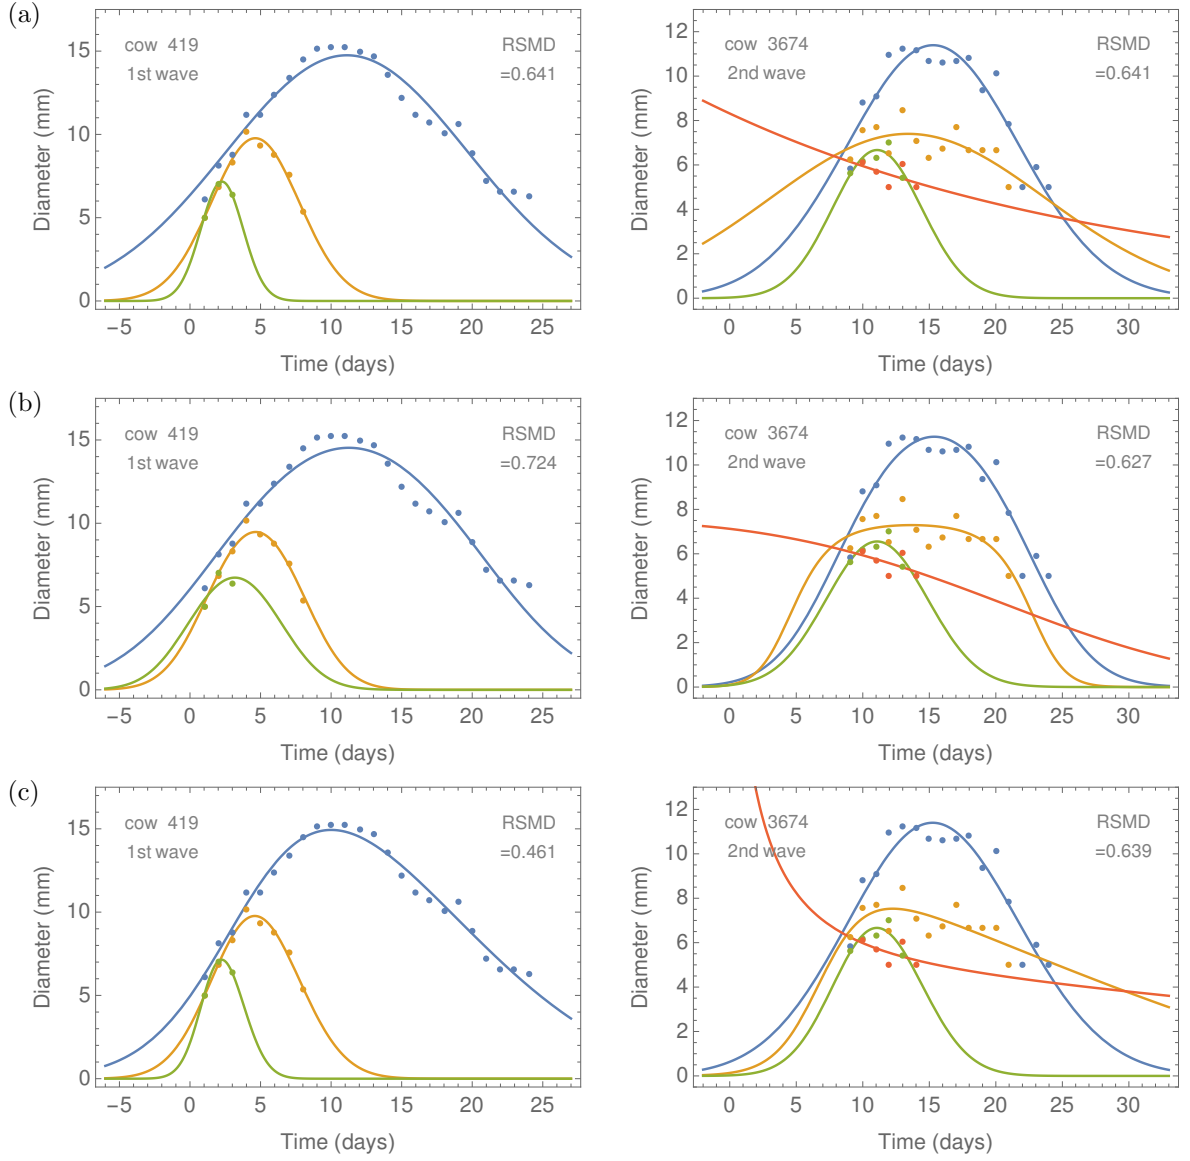 (a)
cow 419 RSMD
1st wave =0.641
Diameter (mm)
15
10
5
0
−5 0 5 10 15 20 25
Time (days)
cow 3674 RSMD
2nd wave =0.641
Diameter (mm)
12
10
8
6
4
2
0
0 5 10 15 20 25 30
Time (days)
(b)
cow 419 RSMD
1st wave =0.724
Diameter (mm)
15
10
5
0
−5 0 5 10 15 20 25
Time (days)
cow 3674 RSMD
2nd wave =0.627
Diameter (mm)
12
10
8
6
4
2
0
0 5 10 15 20 25 30
Time (days)
(c)
cow 419 RSMD
1st wave =0.461
Diameter (mm)
15
10
5
0
−5 0 5 10 15 20 25
Time (days)
cow 3674 RSMD
2nd wave =0.639
Diameter (mm)
12
10
8
6
4
2
0
0 5 10 15 20 25 30
Time (days)